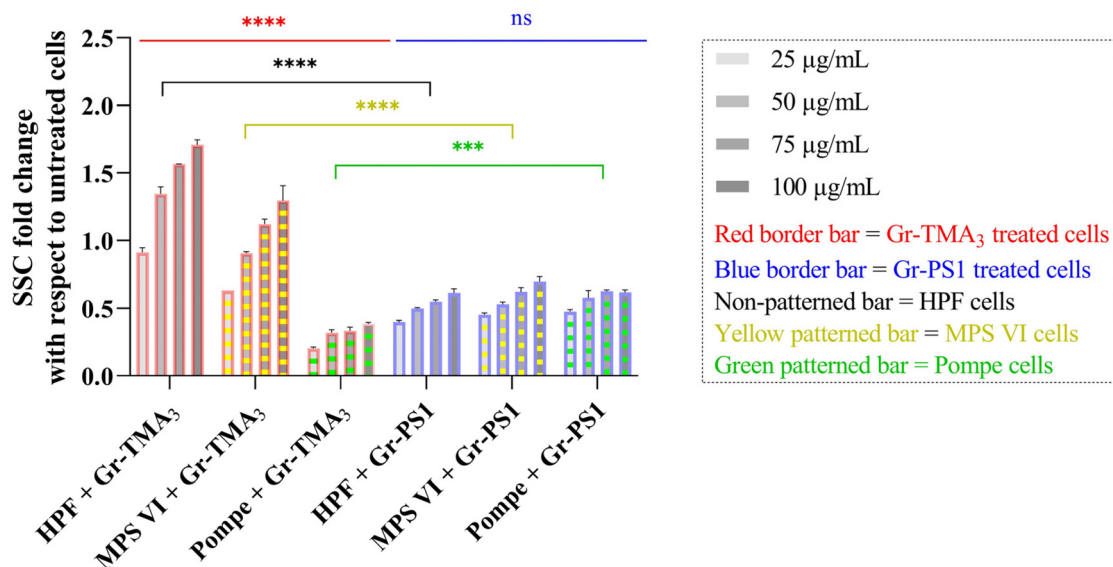 ****
ns
2.5
****
2.0
****
***
1.5
1.0
0.5
0.0
SSC fold change
with respect to untreated cells
HPF + Gr-TMA₃
MPS VI + Gr-TMA₃
Pompe + Gr-TMA₃
HPF + Gr-PS1
MPS VI + Gr-PS1
Pompe + Gr-PS1
25 µg/mL
50 µg/mL
75 µg/mL
100 µg/mL
Red border bar = Gr-TMA₃ treated cells
Blue border bar = Gr-PS1 treated cells
Non-patterned bar = HPF cells
Yellow patterned bar = MPS VI cells
Green patterned bar = Pompe cells